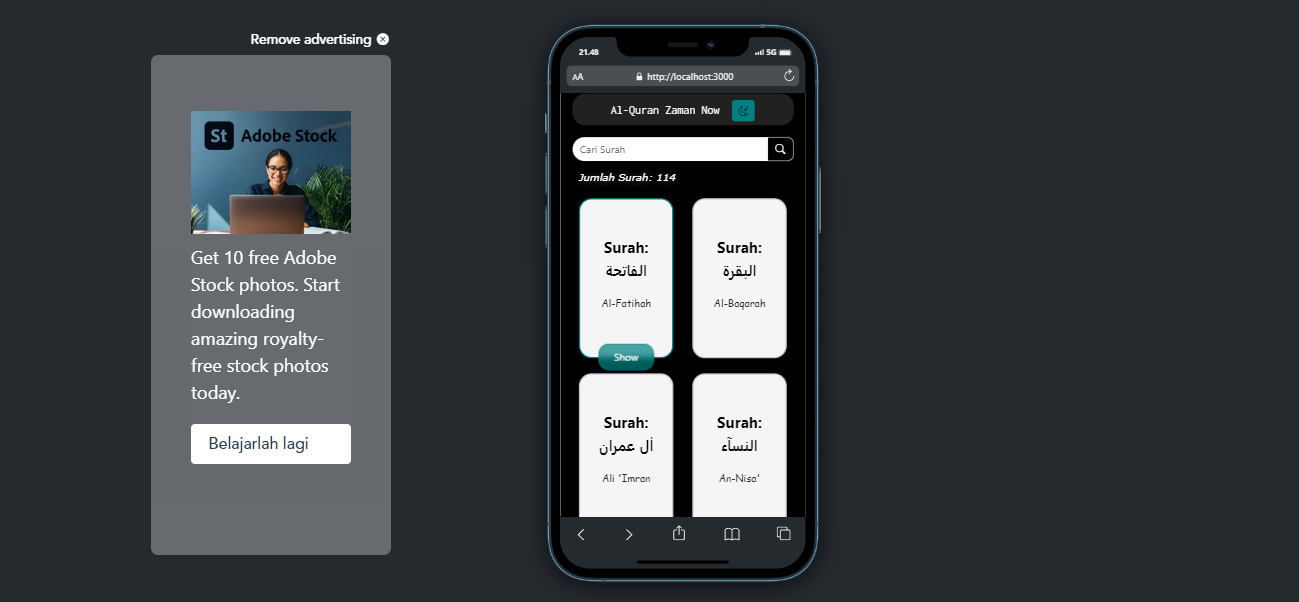 Remove advertising
St Adobe Stock
Get 10 free Adobe
Stock photos. Start
downloading
amazing royalty-
free stock photos
today.
Belajarlah lagi
21.48
5G
AA
http://localhost:3000
Al-Quran Zaman Now
Cari Surah
Jumlah Surah: 114
Surah:
الفاتحة
Al-Fatihah
Show
Surah:
البقرة
Al-Baqarah
Surah:
اٰل عمران
Ali 'Imran
Surah:
النسآء
An-Nisa'